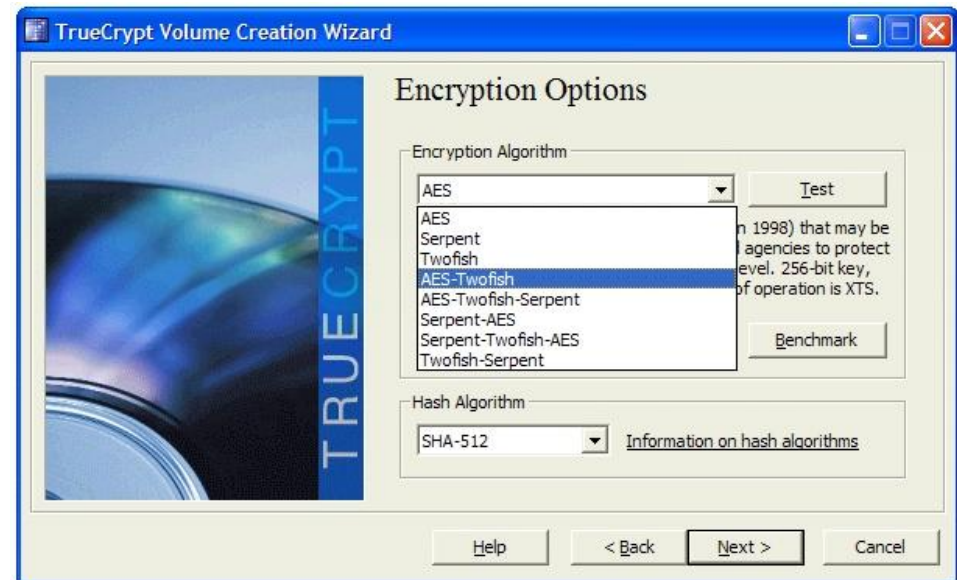 TrueCrypt Volume Creation Wizard
TRUECRYPT
Encryption Options
Encryption Algorithm
AES
Test
AES
Serpent
Twofish
AES-Twofish
AES-Twofish-Serpent
Serpent-AES
Serpent-Twofish-AES
Twofish-Serpent
n 1998) that may be
agencies to protect
evel. 256-bit key,
of operation is XTS.
Benchmark
Hash Algorithm
SHA-512
Information on hash algorithms
Help
< Back
Next >
Cancel